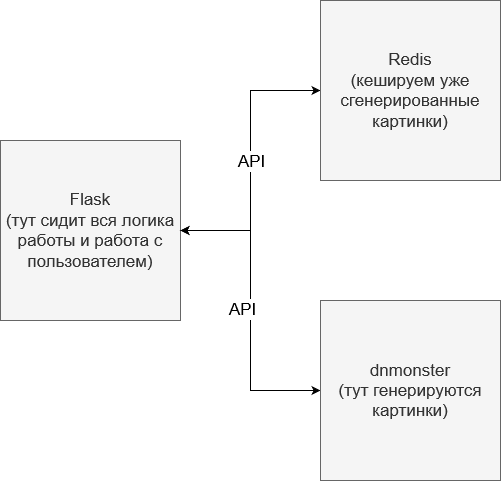 Redis
(кешируем уже
сгенерированные
картинки)
API
Flask
(тут сидит вся логика
работы и работа с
пользователем)
API
dnmonster
(тут генерируются
картинки)